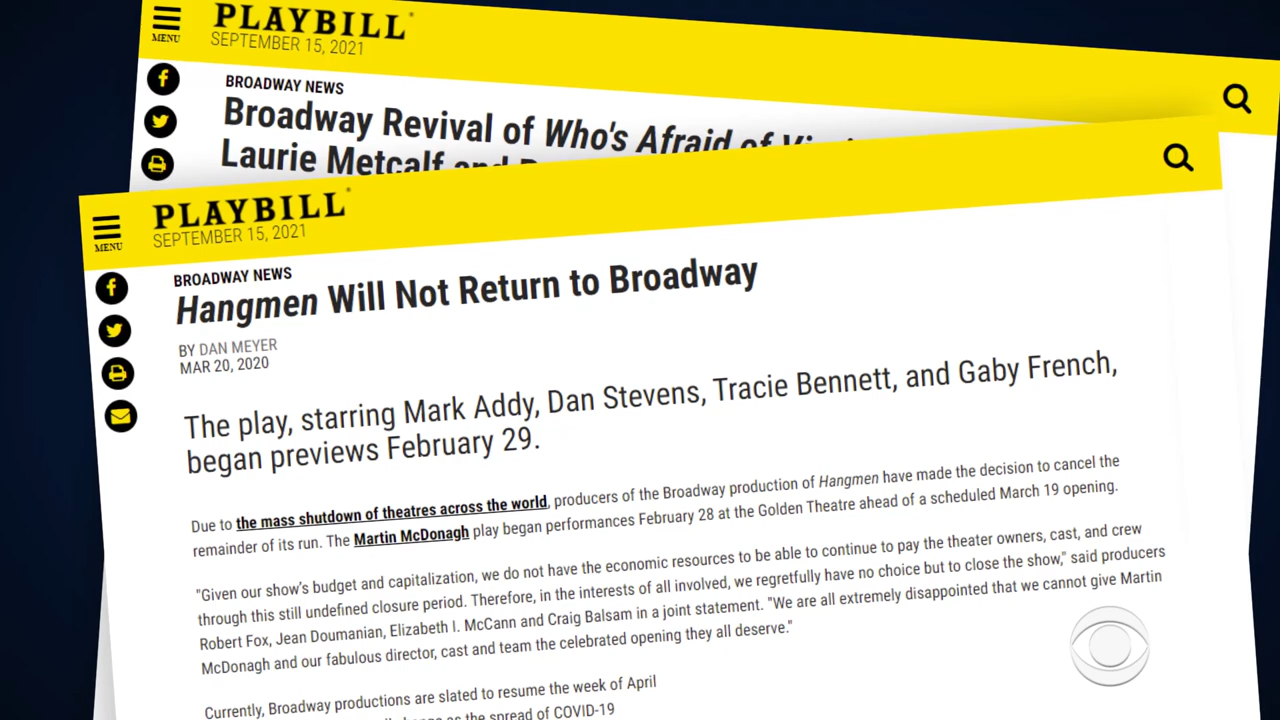 PLAYBILL
SEPTEMBER 15, 2021
MENU
BROADWAY NEWS
Broadway Revival of Who's Afraid of
Laurie Metcalf and
PLAYBILL
SEPTEMBER 15, 2021
MENU
BROADWAY NEWS
Hangmen Will Not Return to Broadway
BY DAN MEYER
MAR 20, 2020
The play, starring Mark Addy, Dan Stevens, Tracie Bennett, and Gaby French,
began previews February 29.
Due to the mass shutdown of theatres across the world, producers of the Broadway production of Hangmen have made the decision to cancel the
remainder of its run. The Martin McDonagh play began performances February 28 at the Golden Theatre ahead of a scheduled March 19 opening.
"Given our show's budget and capitalization, we do not have the economic resources to be able to continue to pay the theater owners, cast, and crew
through this still undefined closure period. Therefore, in the interests of all involved, we regretfully have no choice but to close the show," said producers
Robert Fox, Jean Doumanian, Elizabeth I. McCann and Craig Balsam in a joint statement. "We are all extremely disappointed that we cannot give Martin
McDonagh and our fabulous director, cast and team the celebrated opening they all deserve."
Currently, Broadway productions are slated to resume the week of April
as the spread of COVID-19